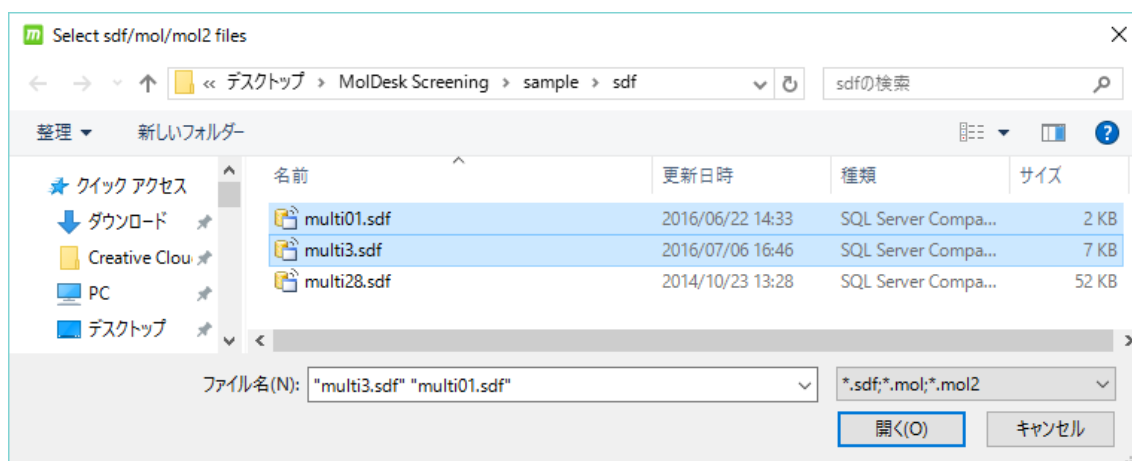 Select sdf/mol/mol2 files
« デスクトップ › MolDesk Screening › sample › sdf
sdfの検索
整理 新しいフォルダー
名前 更新日時 種類 サイズ
クイック アクセス
ダウンロード
Creative Clou
PC
デスクトップ
multi01.sdf 2016/06/22 14:33 SQL Server Compa... 2 KB
multi3.sdf 2016/07/06 16:46 SQL Server Compa... 7 KB
multi28.sdf 2014/10/23 13:28 SQL Server Compa... 52 KB
ファイル名(N): "multi3.sdf" "multi01.sdf" *.sdf;*.mol;*.mol2
開く(O) キャンセル